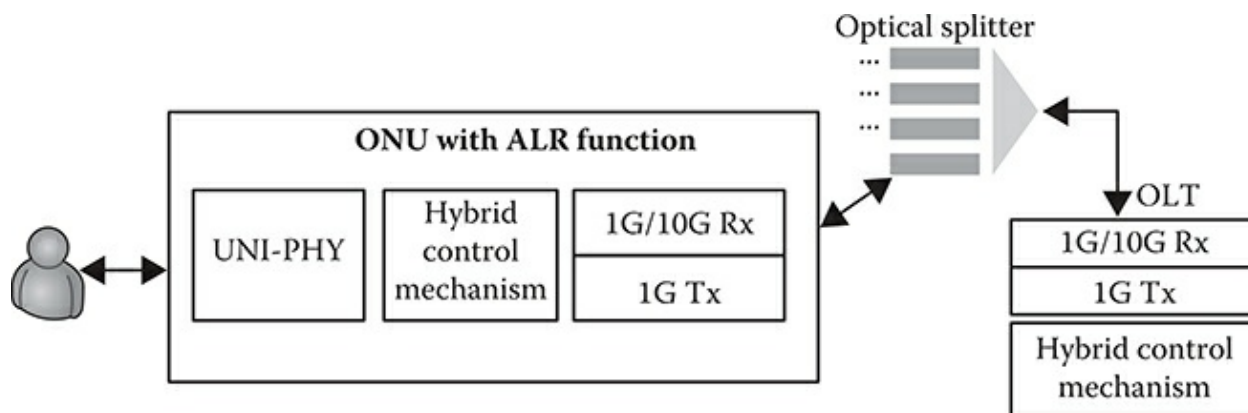 Optical splitter
...
...
...
ONU with ALR function
UNI-PHY
Hybrid
control
mechanism
1G/10G Rx
1G Tx
OLT
1G/10G Rx
1G Tx
Hybrid control
mechanism